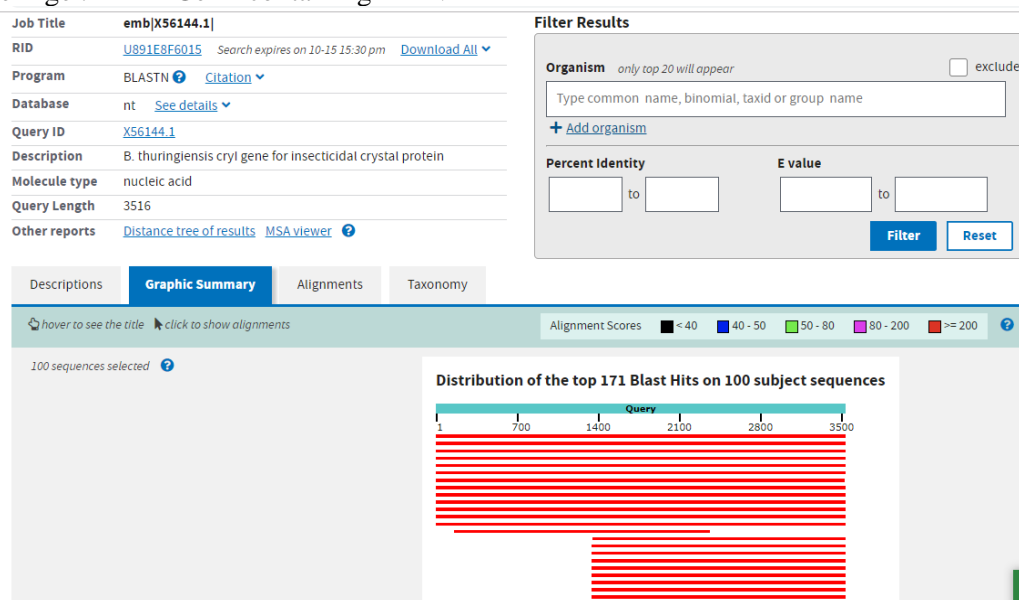 Job Title emb|X56144.1|
RID U891E8F6015 Search expires on 10-15 15:30 pm Download All
Program BLASTN ? Citation
Database nt See details
Query ID X56144.1
Description B. thuringiensis cryI gene for insecticidal crystal protein
Molecule type nucleic acid
Query Length 3516
Other reports Distance tree of results MSA viewer ?
Filter Results
Organism only top 20 will appear exclude
Type common name, binomial, taxid or group name
+ Add organism
Percent Identity E value
to to
Filter Reset
Descriptions Graphic Summary Alignments Taxonomy
hover to see the title click to show alignments Alignment Scores < 40 40 - 50 50 - 80 80 - 200 >= 200 ?
100 sequences selected ?
Distribution of the top 171 Blast Hits on 100 subject sequences
Query
1 700 1400 2100 2800 3500